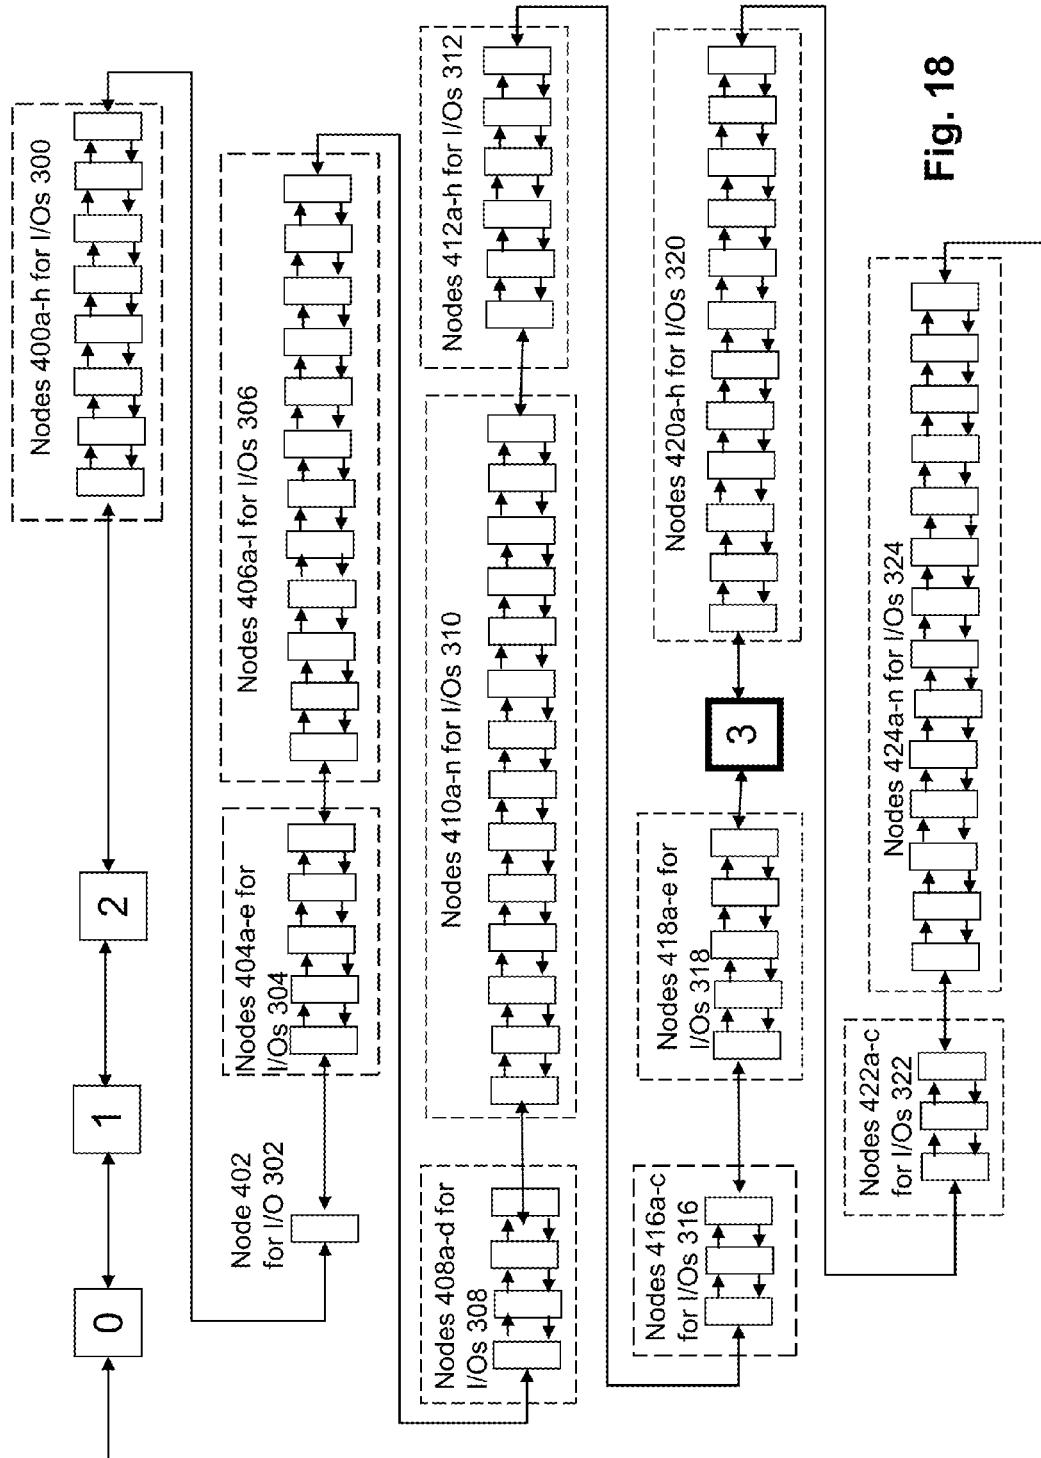 0
1
2
Nodes 400a-h for I/Os 300
Node 402
for I/O 302
Nodes 404a-e for
I/Os 304
Nodes 406a-l for I/Os 306
Nodes 408a-d for
I/Os 308
Nodes 410a-n for I/Os 310
Nodes 412a-h for I/Os 312
Nodes 416a-c
for I/Os 316
Nodes 418a-e for
I/Os 318
3
Nodes 420a-h for I/Os 320
Nodes 422a-c
for I/Os 322
Nodes 424a-n for I/Os 324
Fig. 18